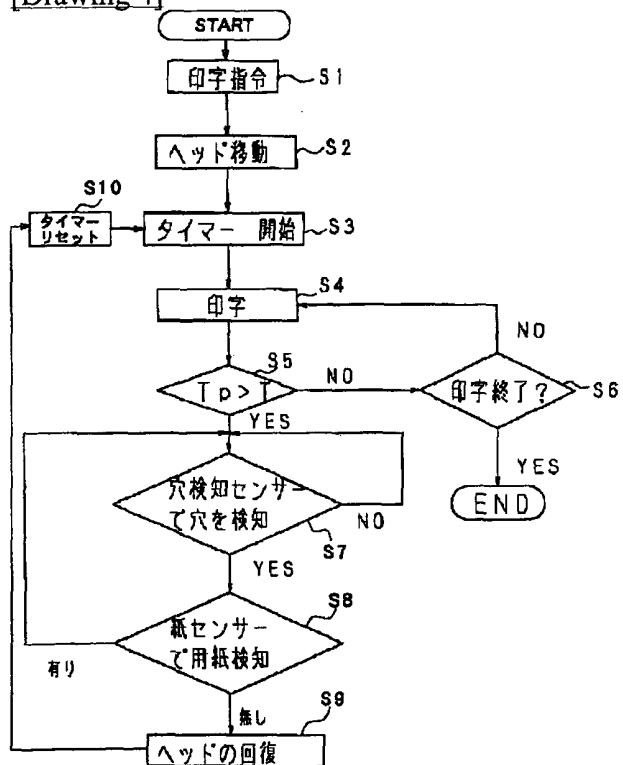 [Drawing 4]
START
印字指令
S1
ヘッド移動
S2
S10
タイマー
リセット
タイマー 開始
S3
印字
S4
S5
Tp>T
NO
印字終了?
S6
NO
YES
END
YES
穴検知センサー
で穴を検知
NO
S7
YES
S8
紙センサー
で用紙検知
有り
無し
S9
ヘッドの回復